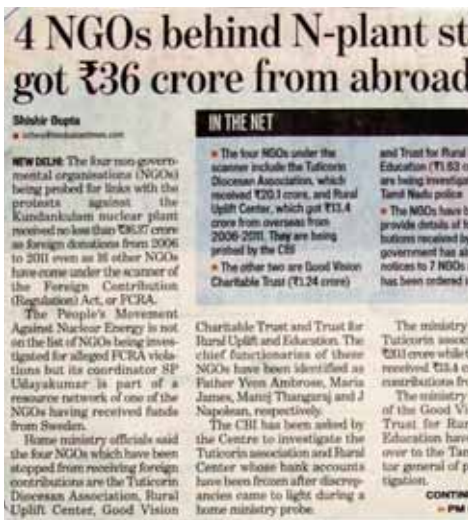 4 NGOs behind N-plant st
got ₹36 crore from abroad
Shishir Gupta
NEW DELHI: The four non-govern-
mental organisations (NGOs)
being probed for links with the
protests against the
Kundankulam nuclear plant
received no less than
as foreign donations from 2006
to 2011 even as 16 other NGOs
have come under the scanner of
the Foreign Contribution
(Regulation) Act, or FCRA.
The People's Movement
Against Nuclear Energy is not
on the list of NGOs being inves-
tigated for alleged FCRA viola-
tions but its coordinator SP
Udayakumar is part of a
resource network of one of the
NGOs having received funds
from Sweden.
Home ministry officials said
the four NGOs which have been
stopped from receiving foreign
contributions are the Tuticorin
Diocesan Association, Rural
Uplift Center, Good Vision
IN THE NET
The four NGOs under the
scanner include the Tuticorin
Diocesan Association, which
received ₹20.1 crore, and Rural
Uplift Center, which got ₹13.4
crore from overseas from
2006-2011. They are being
probed by the CBI
The other two are Good Vision
Charitable Trust (₹1.24 crore)
and Trust for Rural
Education (₹1.63 c
are being investiga
Tamil Nadu police
The NGOs have
provide details of
butions received b
government has al
notices to 7 NGOs
has been ordered
Charitable Trust and Trust for
Rural Uplift and Education. The
chief functionaries of these
NGOs have been identified as
Father Yvon Ambrose, Maria
James, Manoj Thangaraj and J
Napolean, respectively.
The CBI has been asked by
the Centre to investigate the
Tuticorin association and Rural
Center whose bank accounts
have been frozen after discrep-
ancies came to light during a
home ministry probe.
The ministry
Tuticorin assoc
crore while
received
contributions fr
The ministry
of the Good Vi
Trust for Rur
Education hav
over to the Tam
tor general of p
tigation.
CONTIN
PM